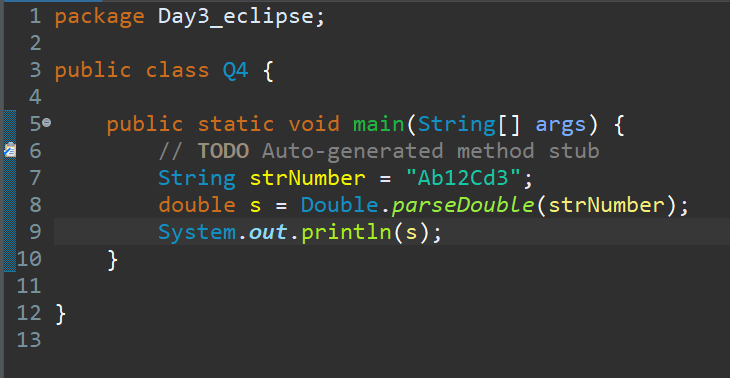 1 package Day3_eclipse;
2
3 public class Q4 {
4
5 public static void main(String[] args) {
6 // TODO Auto-generated method stub
7 String strNumber = "Ab12Cd3";
8 double s = Double.parseDouble(strNumber);
9 System.out.println(s);
10 }
11
12 }
13